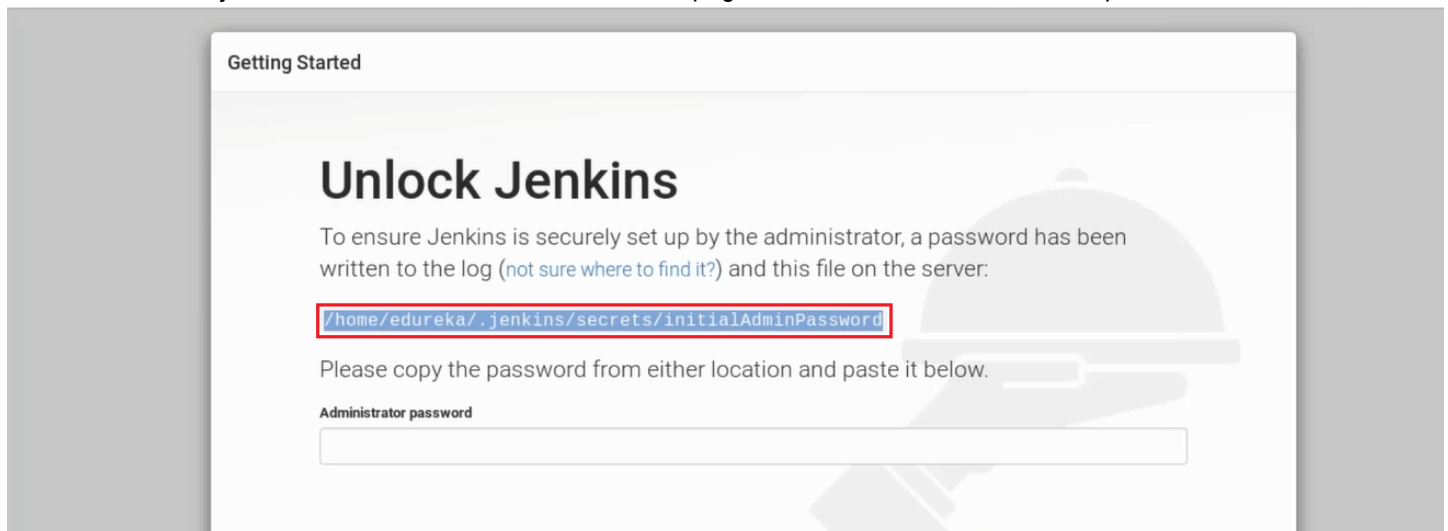 Getting Started
Unlock Jenkins
To ensure Jenkins is securely set up by the administrator, a password has been
written to the log (not sure where to find it?) and this file on the server:
/home/edureka/.jenkins/secrets/initialAdminPassword
Please copy the password from either location and paste it below.
Administrator password